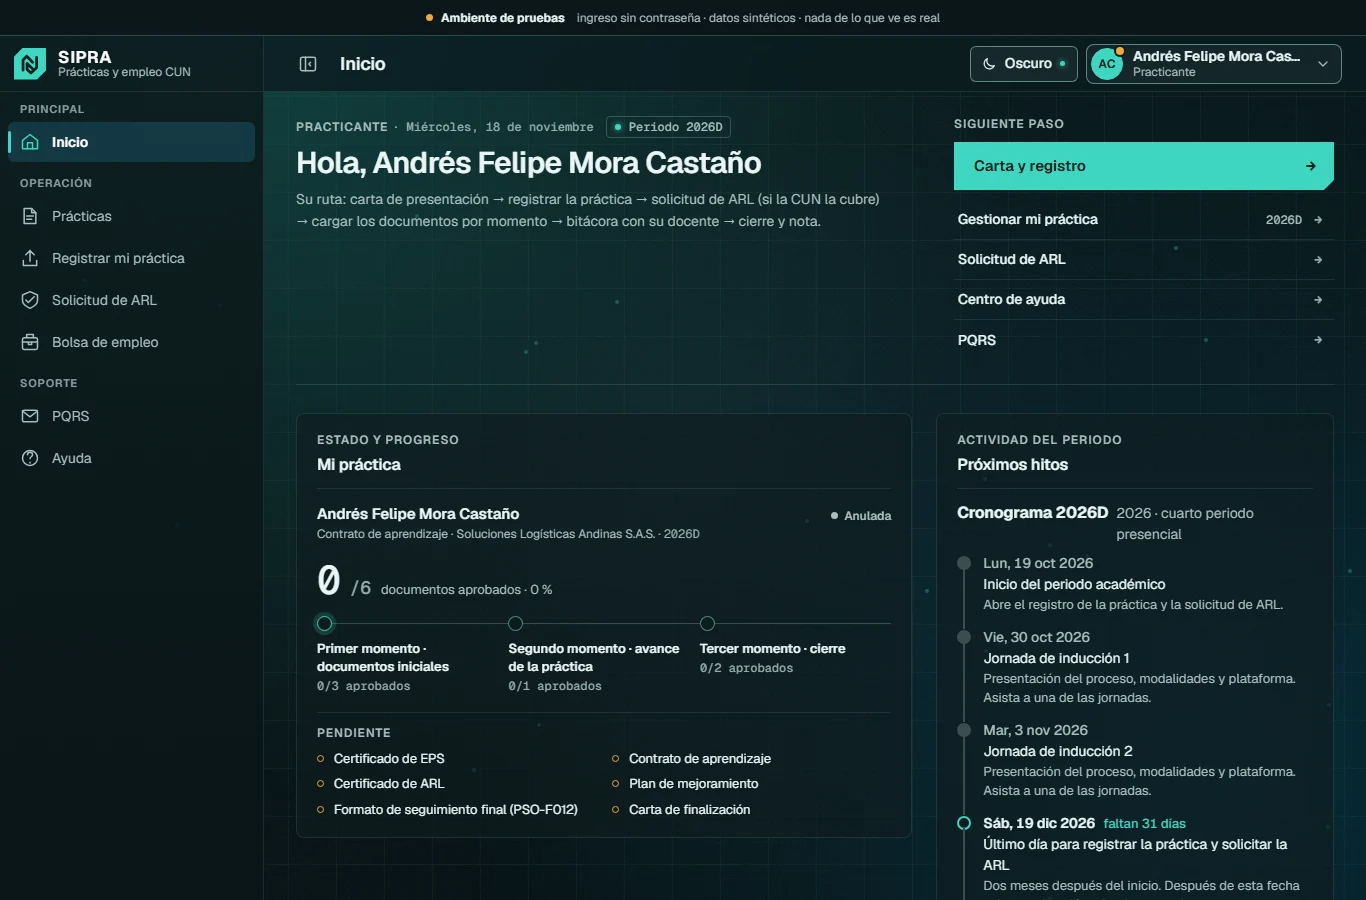 Ambiente de pruebas ingreso sin contraseña · datos sintéticos · nada de lo que ve es real
SIPRA
Prácticas y empleo CUN
PRINCIPAL
Inicio
OPERACIÓN
Prácticas
Registrar mi práctica
Solicitud de ARL
Bolsa de empleo
SOPORTE
PQRS
Ayuda
Inicio
Oscuro
AC
Andrés Felipe Mora Cas...
Practicante
PRACTICANTE · Miércoles, 18 de noviembre Periodo 2026D
Hola, Andrés Felipe Mora Castaño
Su ruta: carta de presentación → registrar la práctica → solicitud de ARL (si la CUN la cubre)
→ cargar los documentos por momento → bitácora con su docente → cierre y nota.
SIGUIENTE PASO
Carta y registro →
Gestionar mi práctica 2026D →
Solicitud de ARL →
Centro de ayuda →
PQRS →
ESTADO Y PROGRESO
Mi práctica
Andrés Felipe Mora Castaño
Anulada
Contrato de aprendizaje · Soluciones Logísticas Andinas S.A.S. · 2026D
0 /6 documentos aprobados · 0 %
Primer momento ·
documentos iniciales
0/3 aprobados
Segundo momento · avance
de la práctica
0/1 aprobados
Tercer momento · cierre
0/2 aprobados
PENDIENTE
Certificado de EPS
Contrato de aprendizaje
Certificado de ARL
Plan de mejoramiento
Formato de seguimiento final (PSO-F012)
Carta de finalización
ACTIVIDAD DEL PERIODO
Próximos hitos
Cronograma 2026D 2026 · cuarto periodo
presencial
Lun, 19 oct 2026
Inicio del periodo académico
Abre el registro de la práctica y la solicitud de ARL.
Vie, 30 oct 2026
Jornada de inducción 1
Presentación del proceso, modalidades y plataforma.
Asista a una de las jornadas.
Mar, 3 nov 2026
Jornada de inducción 2
Presentación del proceso, modalidades y plataforma.
Asista a una de las jornadas.
Sáb, 19 dic 2026 faltan 31 días
Último día para registrar la práctica y solicitar la
ARL
Dos meses después del inicio. Después de esta fecha